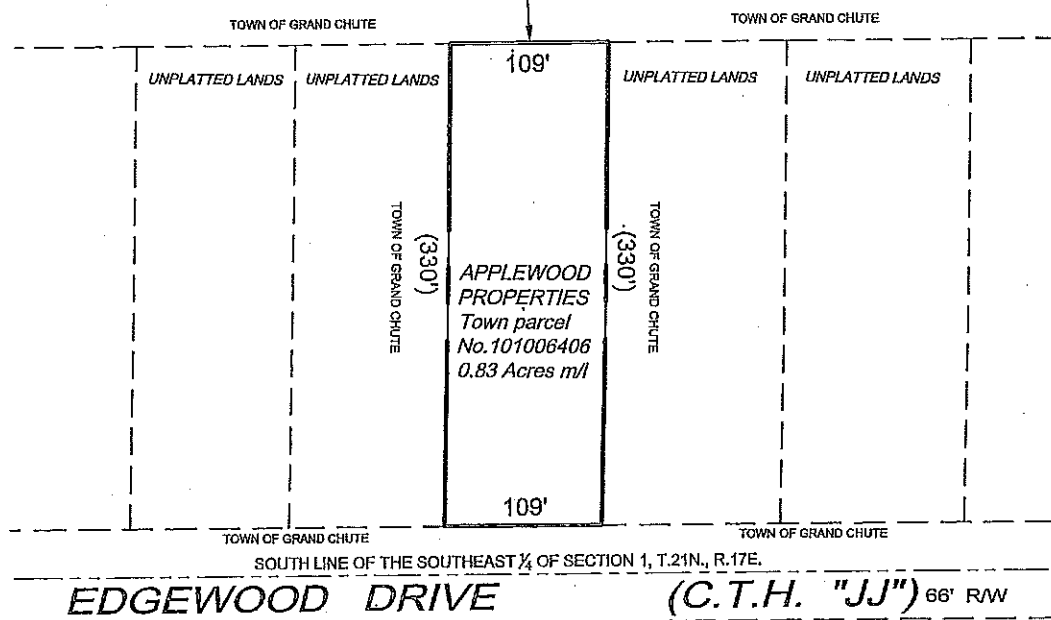 TOWN OF GRAND CHUTE
TOWN OF GRAND CHUTE
109'
UNPLATTED LANDS
UNPLATTED LANDS
UNPLATTED LANDS
UNPLATTED LANDS
TOWN OF GRAND CHUTE
(330')
APPLEWOOD
PROPERTIES
Town parcel
No.101006406
0.83 Acres m/l
(330')
TOWN OF GRAND CHUTE
109'
TOWN OF GRAND CHUTE
TOWN OF GRAND CHUTE
SOUTH LINE OF THE SOUTHEAST ¼ OF SECTION 1, T.21N., R.17E.
EDGEWOOD DRIVE (C.T.H. "JJ") 66' R/W